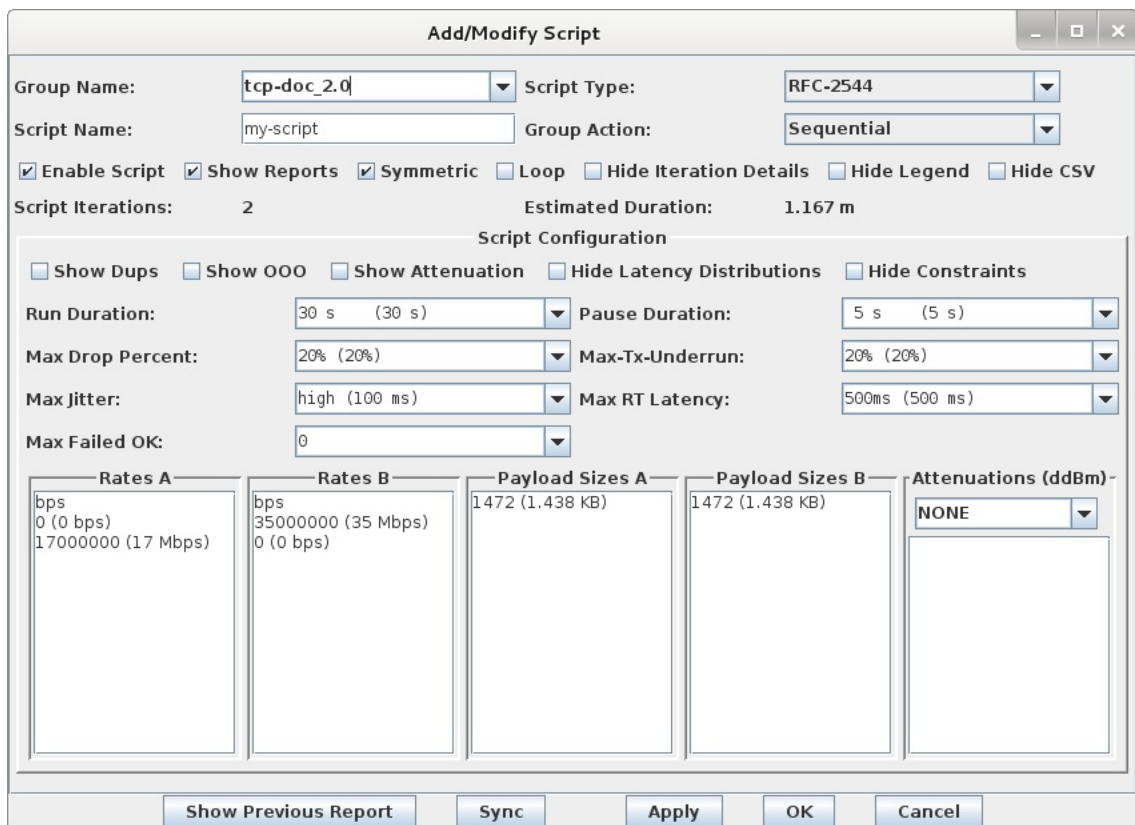 Add/Modify Script
Group Name: tcp-doc_2.0 Script Type: RFC-2544
Script Name: my-script Group Action: Sequential
Enable Script Show Reports Symmetric Loop Hide Iteration Details Hide Legend Hide CSV
Script Iterations: 2 Estimated Duration: 1.167 m
Script Configuration
Show Dups Show OOO Show Attenuation Hide Latency Distributions Hide Constraints
Run Duration: 30 s (30 s) Pause Duration: 5 s (5 s)
Max Drop Percent: 20% (20%) Max-Tx-Underrun: 20% (20%)
Max Jitter: high (100 ms) Max RT Latency: 500ms (500 ms)
Max Failed OK: 0
Rates A Rates B Payload Sizes A Payload Sizes B Attenuations (ddBm)
bps bps 1472 (1.438 KB) 1472 (1.438 KB) NONE
0 (0 bps) 35000000 (35 Mbps)
17000000 (17 Mbps) 0 (0 bps)
Show Previous Report Sync Apply OK Cancel